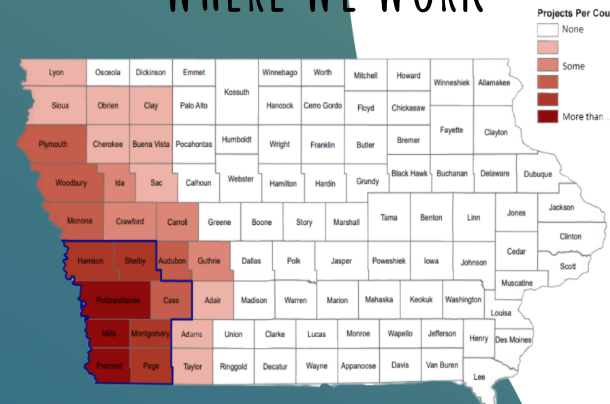 WHERE WE WORK
Projects Per Cou
None
Some
More than
Lyon Osceola Dickinson Emmet Kossuth Winnebago Worth Mitchell Howard Winneshiek Allamakee
Sioux Obrien Clay Palo Alto Hancock Cerro Gordo Floyd Chickasaw
Plymouth Cherokee Buena Vista Pocahontas Humboldt Wright Franklin Butler Bremer Fayette Clayton
Woodbury Ida Sac Calhoun Webster Hamilton Hardin Grundy Black Hawk Buchanan Delaware Dubuque
Monona Crawford Carroll Greene Boone Story Marshall Tama Benton Linn Jones Jackson
Clinton
Harrison Shelby Audubon Guthrie Dallas Polk Jasper Poweshiek Iowa Johnson Cedar Scott
Muscatine
Pottawattamie Cass Adair Madison Warren Marion Mahaska Keokuk Washington Louisa
Mills Montgomery Adams Union Clarke Lucas Monroe Wapello Jefferson Henry Des Moines
Fremont Page Taylor Ringgold Decatur Wayne Appanoose Davis Van Buren Lee